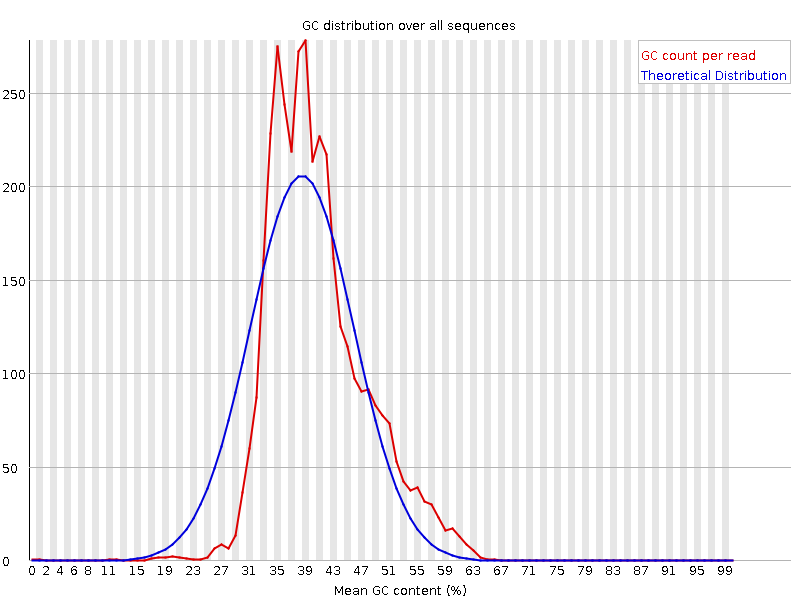 GC distribution over all sequences
GC count per read
Theoretical Distribution
250
200
150
100
50
0
0 2 4 6 8 11 15 19 23 27 31 35 39 43 47 51 55 59 63 67 71 75 79 83 87 91 95 99
Mean GC content (%)